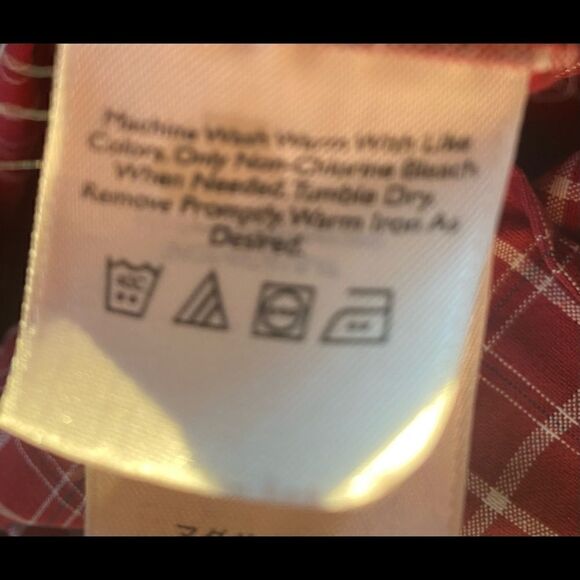 Machine Wash Warm With Like
Colors. Only Non-Chlorine Bleach
When Needed. Tumble Dry.
Remove Promptly. Warm Iron As
Desired.
40C